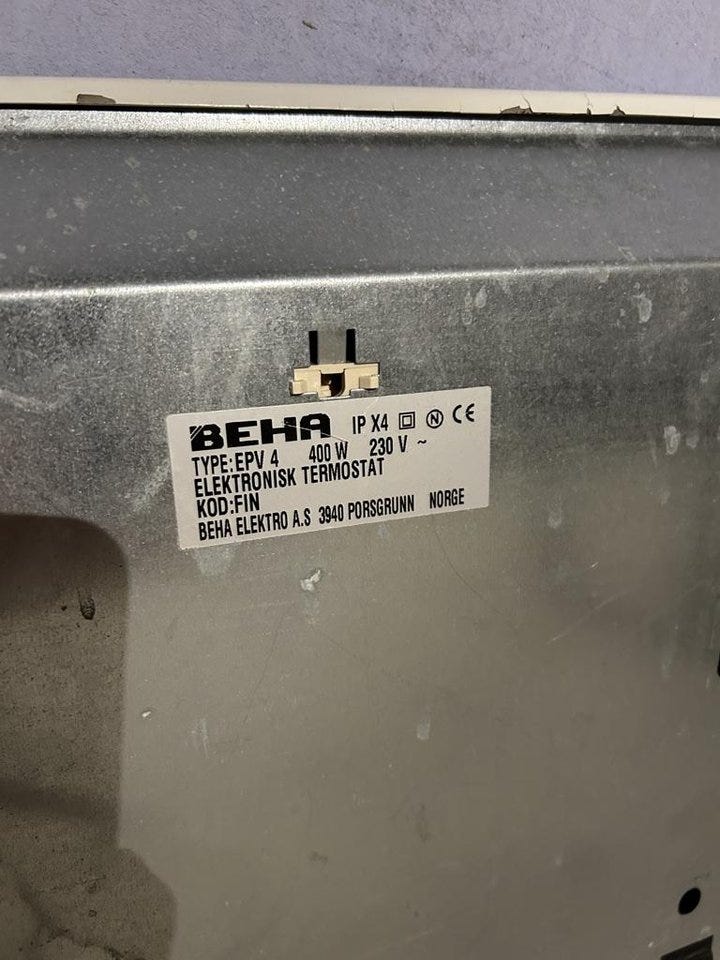 BEHA IP X4 N CE
TYPE:EPV 4 400 W 230 V ~
ELEKTRONISK TERMOSTAT
KOD:FIN
BEHA ELEKTRO A.S 3940 PORSGRUNN NORGE